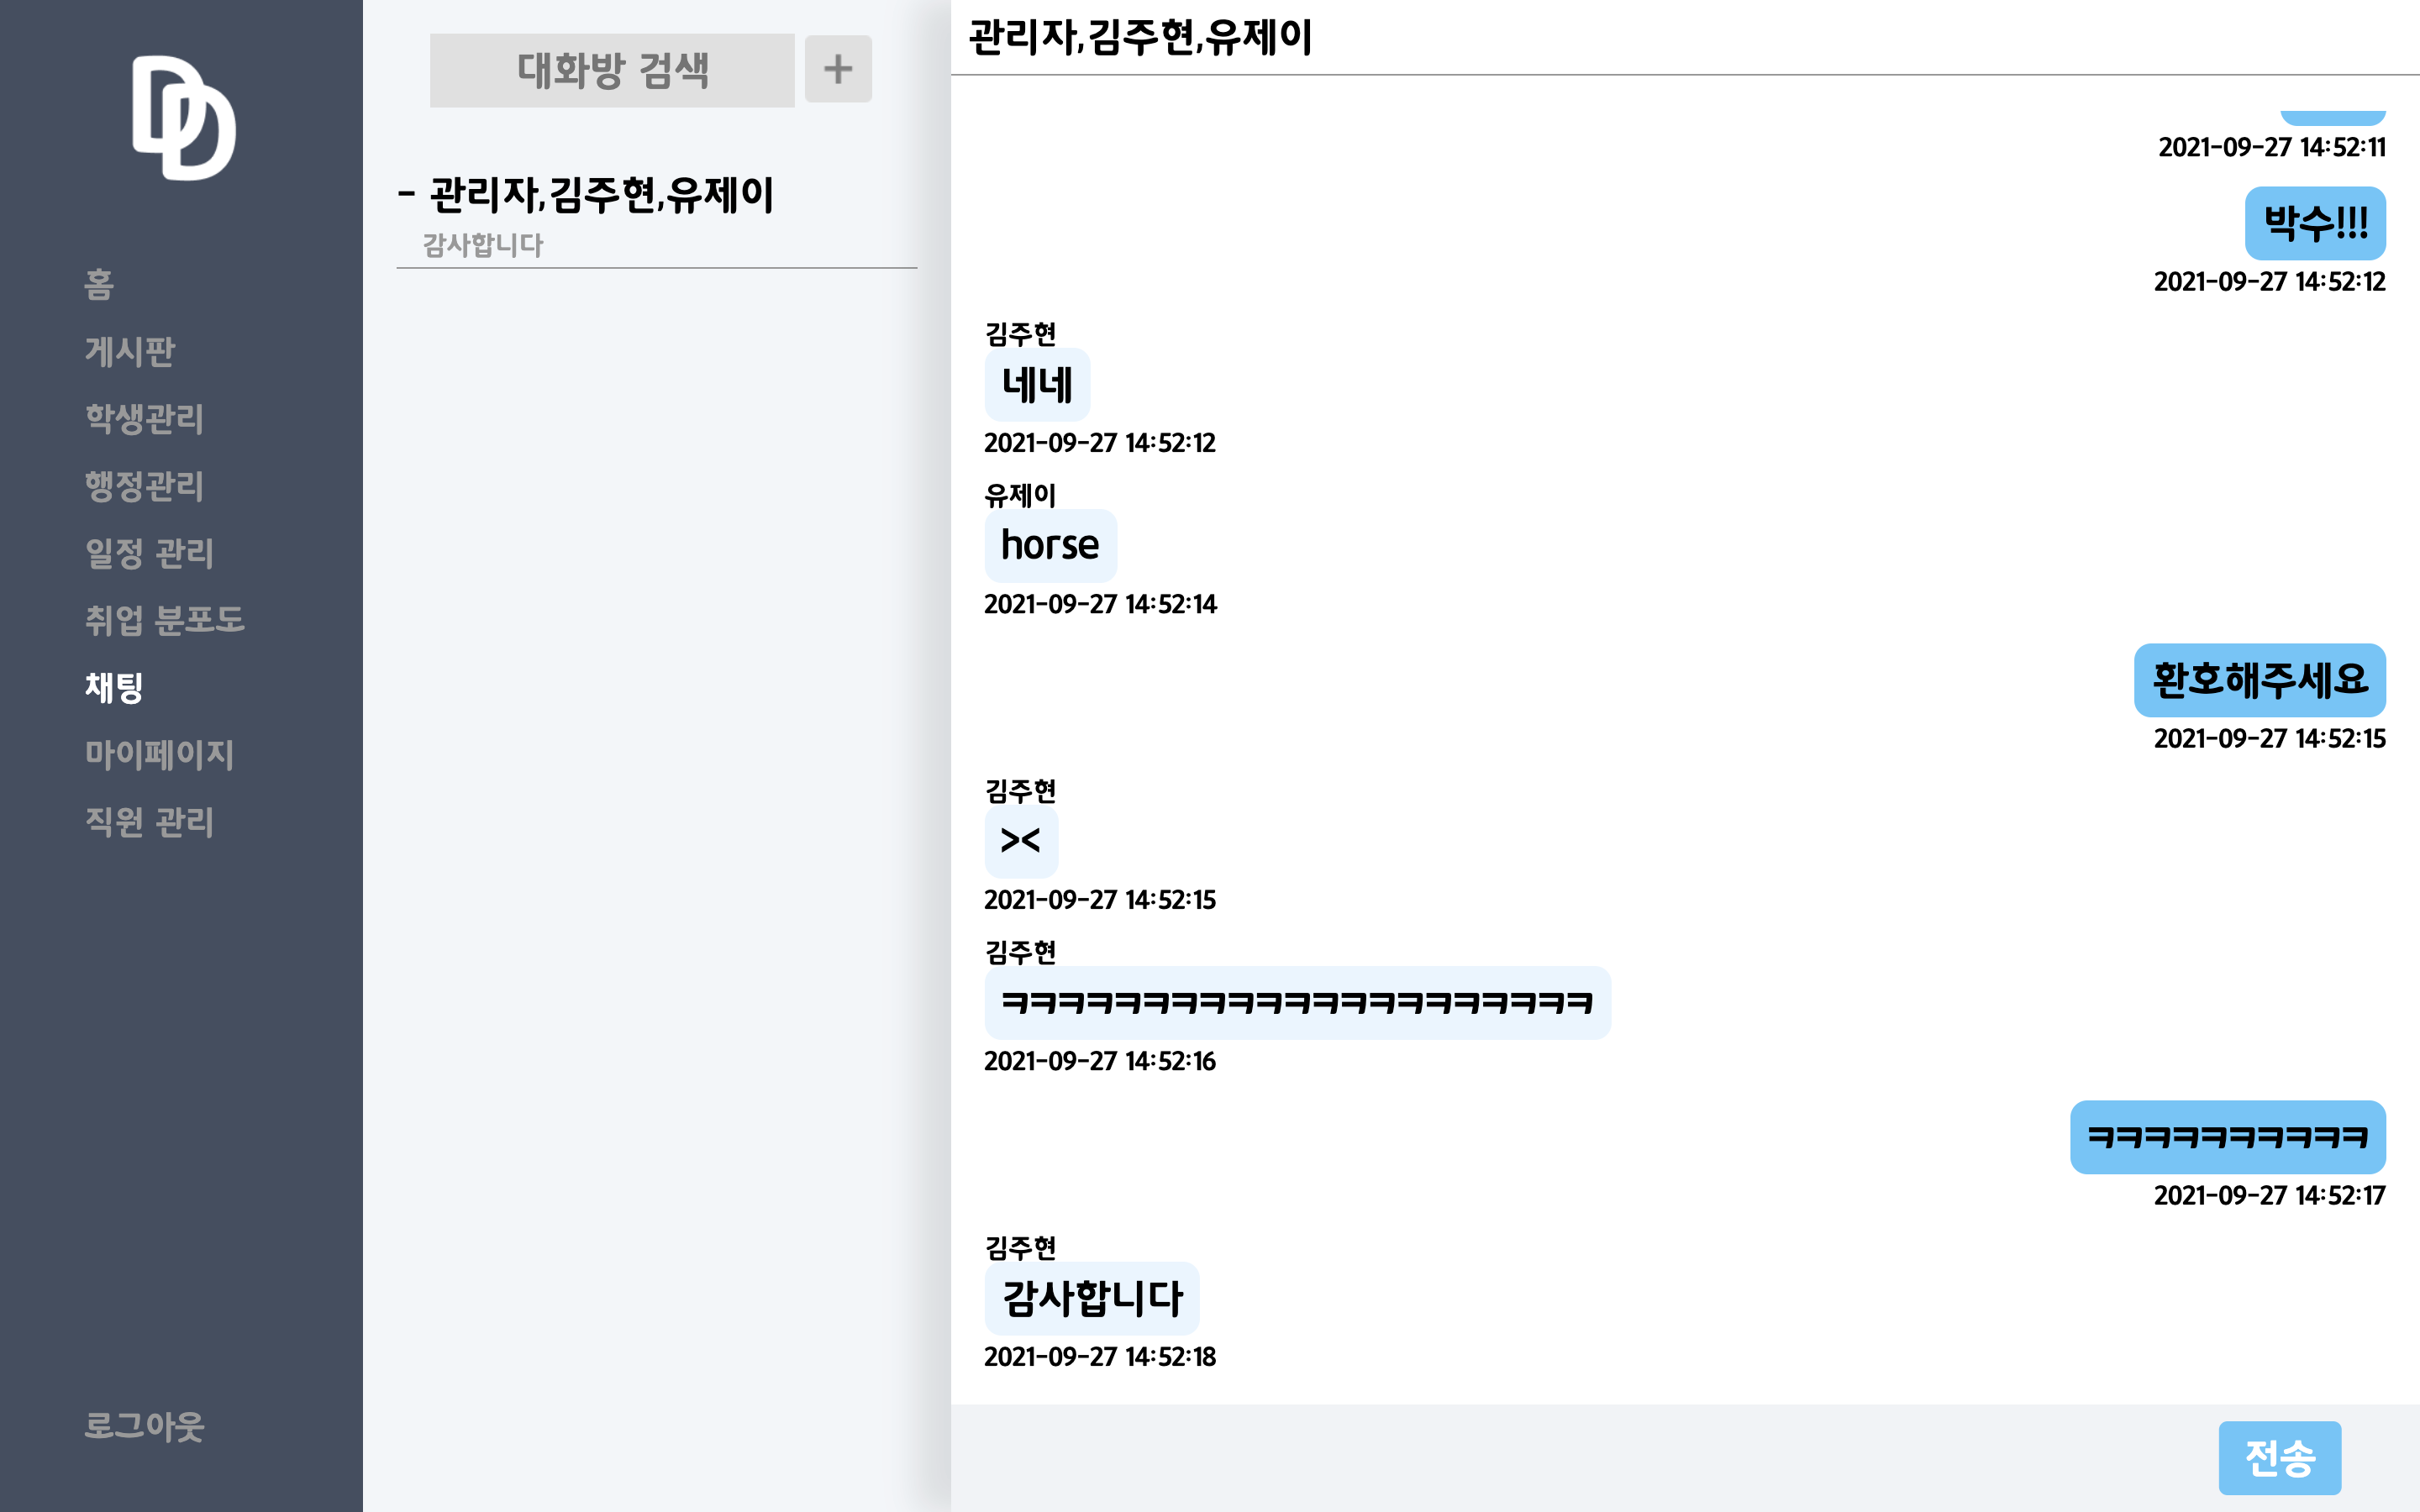 DD
홈
게시판
학생관리
행정관리
일정 관리
취업 분포도
채팅
마이페이지
직원 관리
로그아웃
대화방 검색
+
- 관리자,김주현,유제이
감사합니다
관리자,김주현,유제이
2021-09-27 14:52:11
박수!!!
2021-09-27 14:52:12
김주현
네네
2021-09-27 14:52:12
유제이
horse
2021-09-27 14:52:14
환호해주세요
2021-09-27 14:52:15
김주현
><
2021-09-27 14:52:15
김주현
ㅋㅋㅋㅋㅋㅋㅋㅋㅋㅋㅋㅋㅋㅋㅋㅋㅋㅋㅋㅋㅋ
2021-09-27 14:52:16
ㅋㅋㅋㅋㅋㅋㅋㅋㅋㅋ
2021-09-27 14:52:17
김주현
감사합니다
2021-09-27 14:52:18
전송